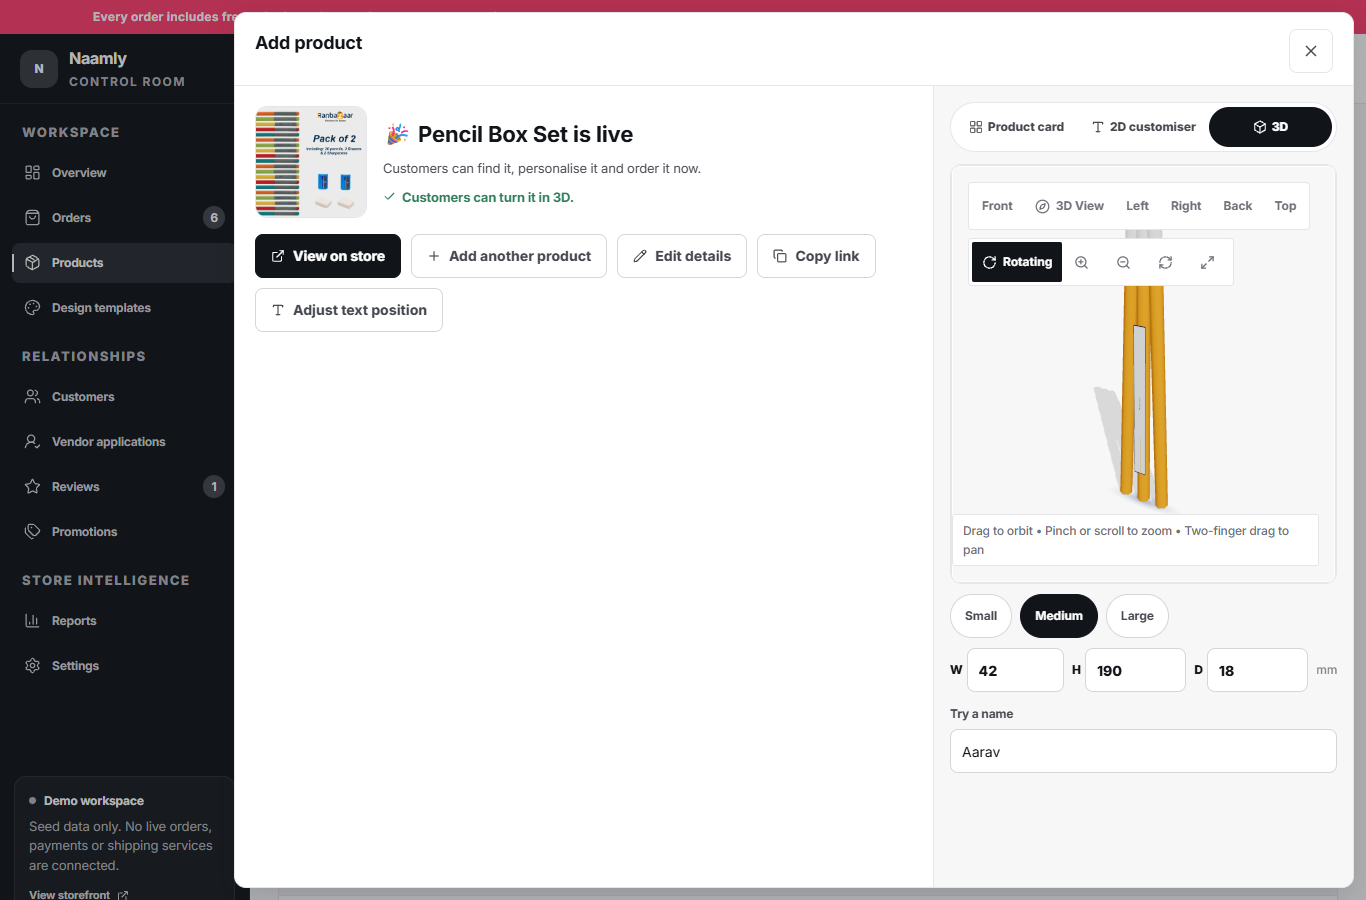 Every order includes fre
N
Naamly
CONTROL ROOM
WORKSPACE
Overview
Orders
6
Products
Design templates
RELATIONSHIPS
Customers
Vendor applications
Reviews
1
Promotions
STORE INTELLIGENCE
Reports
Settings
Demo workspace
Seed data only. No live orders,
payments or shipping services
are connected.
View storefront
Add product
Pack of 2
Pencil Box Set is live
Customers can find it, personalise it and order it now.
Customers can turn it in 3D.
View on store
Add another product
Edit details
Copy link
Adjust text position
Product card
2D customiser
3D
Front
3D View
Left
Right
Back
Top
Rotating
Drag to orbit • Pinch or scroll to zoom • Two-finger drag to
pan
Small
Medium
Large
W
42
H
190
D
18
mm
Try a name
Aarav